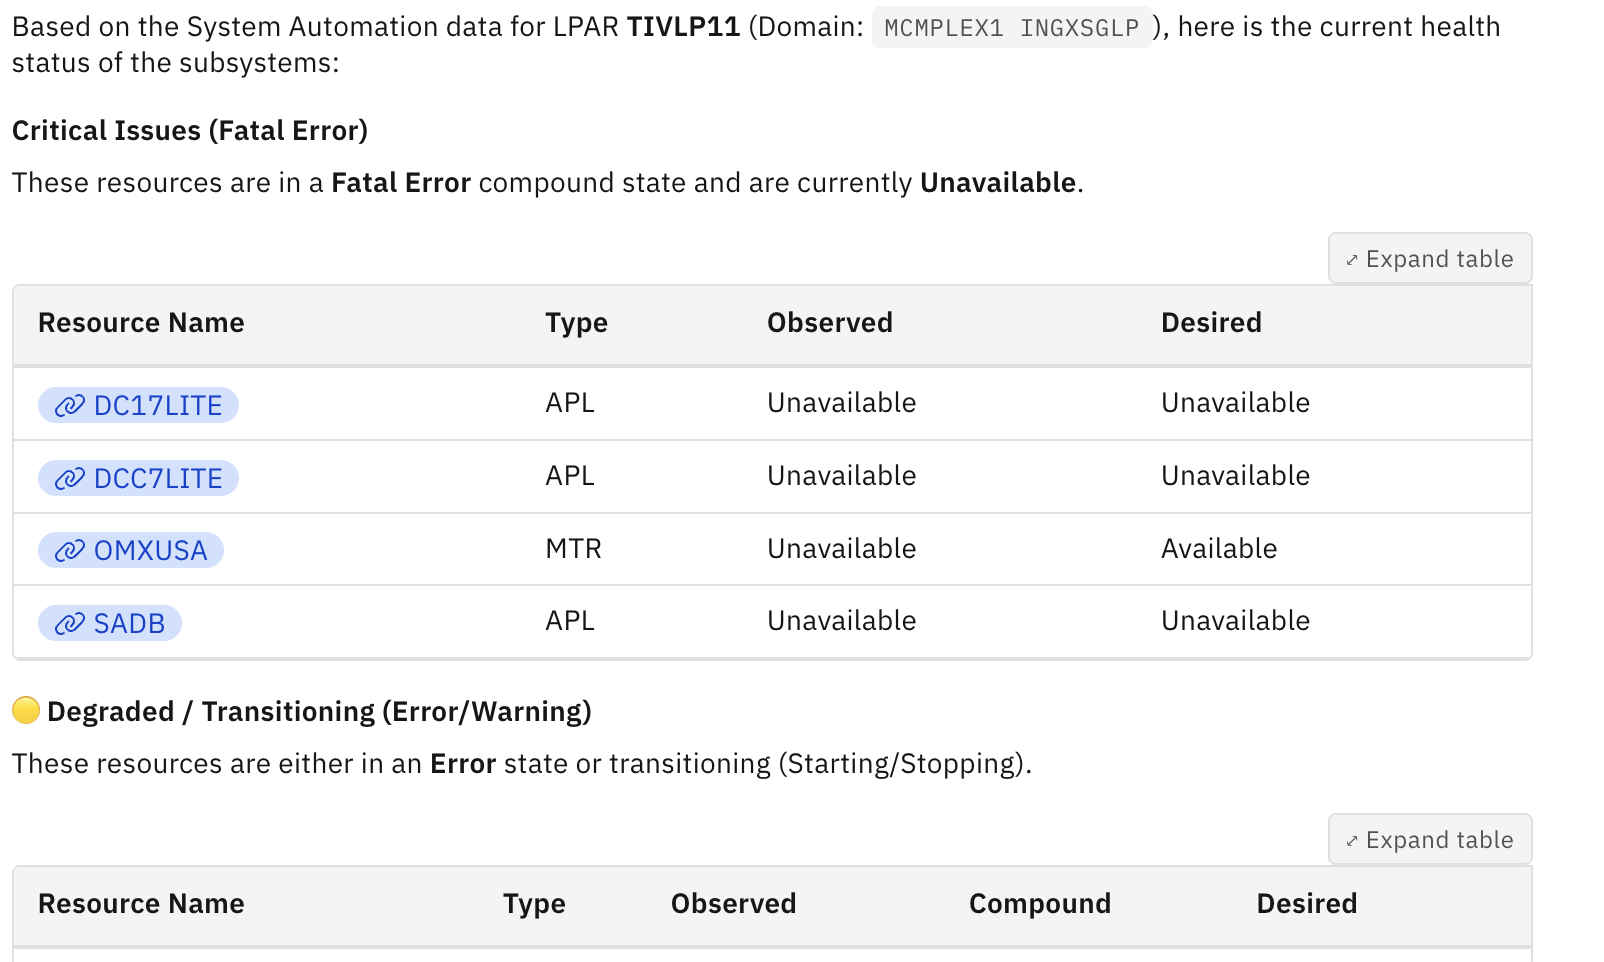 Based on the System Automation data for LPAR TIVLP11 (Domain: MCMPLEX1 INGXSGLP), here is the current health
status of the subsystems:
Critical Issues (Fatal Error)
These resources are in a Fatal Error compound state and are currently Unavailable.
Expand table
Resource Name Type Observed Desired
DC17LITE APL Unavailable Unavailable
DCC7LITE APL Unavailable Unavailable
OMXUSA MTR Unavailable Available
SADB APL Unavailable Unavailable
Degraded / Transitioning (Error/Warning)
These resources are either in an Error state or transitioning (Starting/Stopping).
Expand table
Resource Name Type Observed Compound Desired